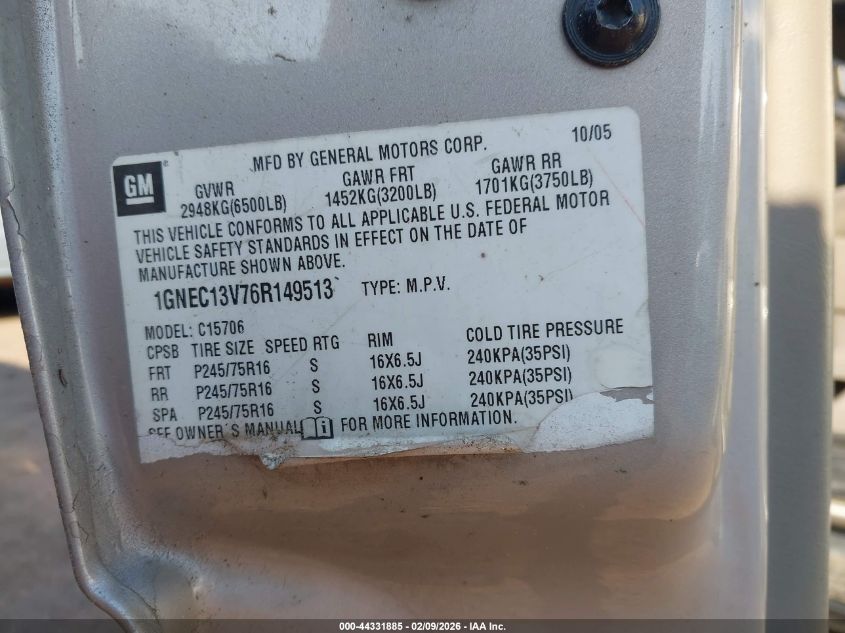 GM
MFD BY GENERAL MOTORS CORP. 10/05
GVWR GAWR FRT GAWR RR
2948KG(6500LB) 1452KG(3200LB) 1701KG(3750LB)
THIS VEHICLE CONFORMS TO ALL APPLICABLE U.S. FEDERAL MOTOR
VEHICLE SAFETY STANDARDS IN EFFECT ON THE DATE OF
MANUFACTURE SHOWN ABOVE.
1GNEC13V76R149513 TYPE: M.P.V.
MODEL: C15706
CPSB TIRE SIZE SPEED RTG RIM COLD TIRE PRESSURE
FRT P245/75R16 S 16X6.5J 240KPA(35PSI)
RR P245/75R16 S 16X6.5J 240KPA(35PSI)
SPA P245/75R16 S 16X6.5J 240KPA(35PSI)
SEE OWNER'S MANUAL FOR MORE INFORMATION.
000-44331885 - 02/09/2026 - IAA Inc.